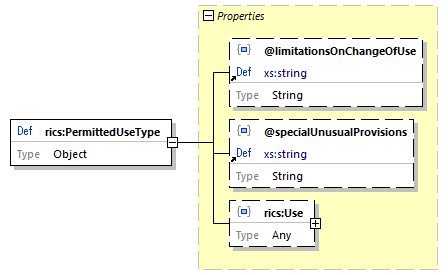 Properties
@limitationsOnChangeOfUse
Def xs:string
Type String
@specialUnusualProvisions
Def xs:string
Type String
Def rics:PermittedUseType
Type Object
rics:Use
Type Any